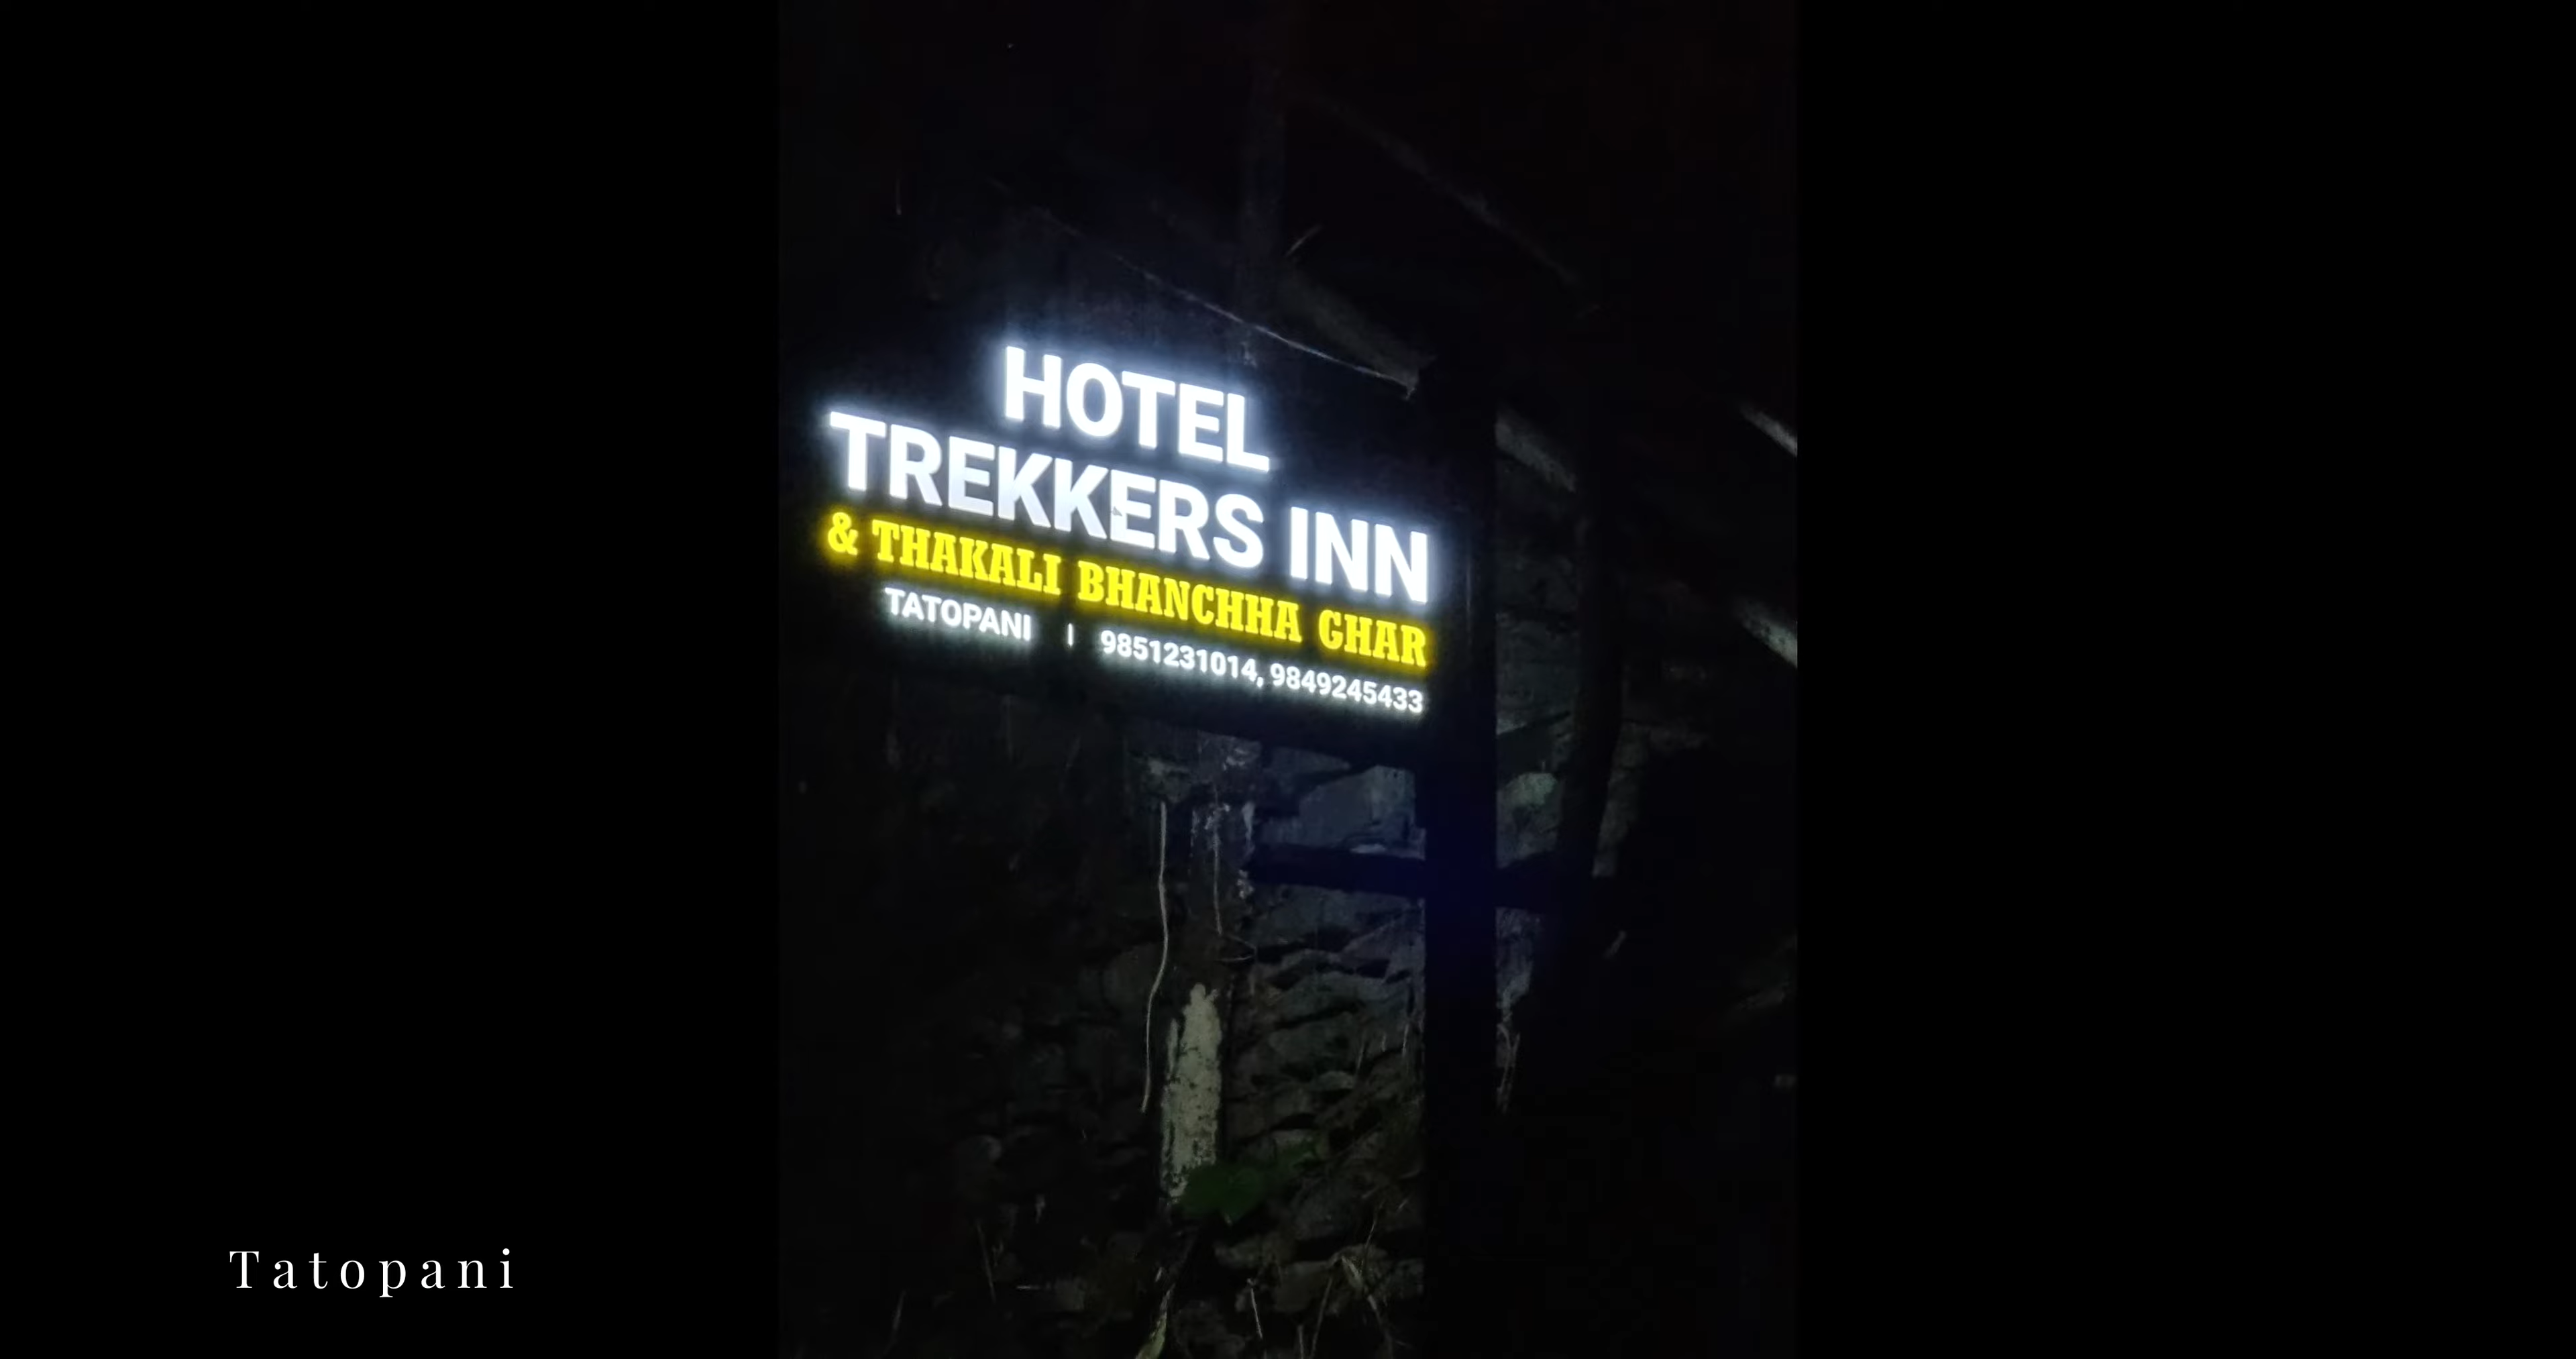 HOTEL
TREKKERS INN
& THAKALI BHANCHHA GHAR
TATOPANI | 9851231014, 9849245433
Tatopani